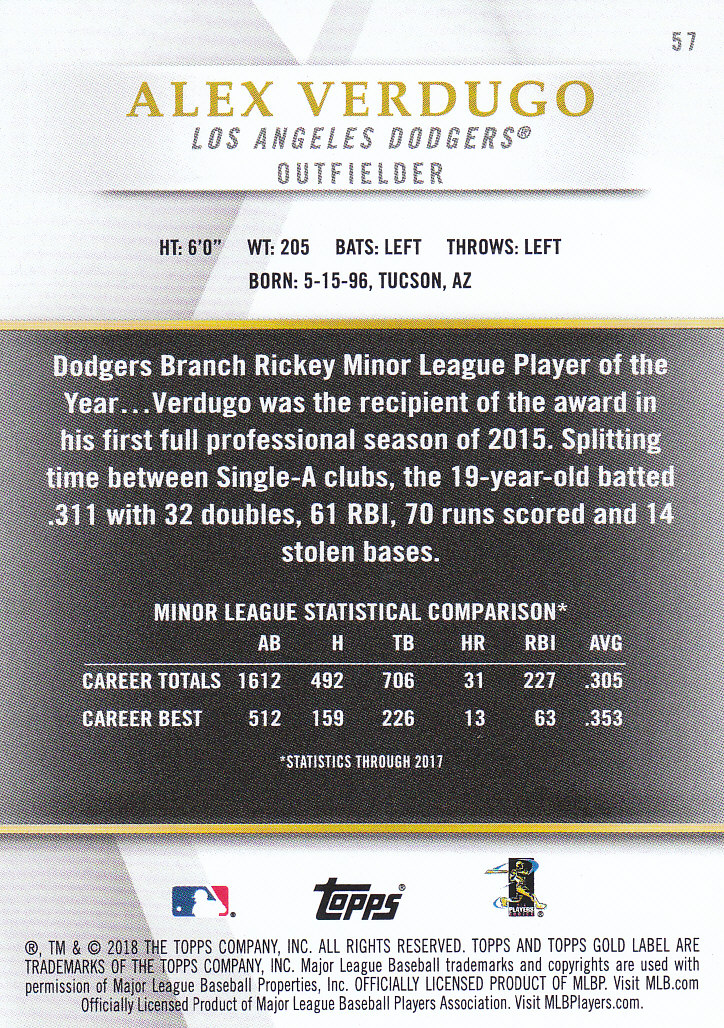 57
ALEX VERDUGO
LOS ANGELES DODGERS®
OUTFIELDER
HT: 6'0" WT: 205 BATS: LEFT THROWS: LEFT
BORN: 5-15-96, TUCSON, AZ
Dodgers Branch Rickey Minor League Player of the
Year...Verdugo was the recipient of the award in
his first full professional season of 2015. Splitting
time between Single-A clubs, the 19-year-old batted
.311 with 32 doubles, 61 RBI, 70 runs scored and 14
stolen bases.
MINOR LEAGUE STATISTICAL COMPARISON*
AB H TB HR RBI AVG
CAREER TOTALS 1612 492 706 31 227 .305
CAREER BEST 512 159 226 13 63 .353
*STATISTICS THROUGH 2017
topps®
PLAYERS
®, TM & © 2018 THE TOPPS COMPANY, INC. ALL RIGHTS RESERVED. TOPPS AND TOPPS GOLD LABEL ARE
TRADEMARKS OF THE TOPPS COMPANY, INC. Major League Baseball trademarks and copyrights are used with
permission of Major League Baseball Properties, Inc. OFFICIALLY LICENSED PRODUCT OF MLBP. Visit MLB.com
Officially Licensed Product of Major League Baseball Players Association. Visit MLBPlayers.com.